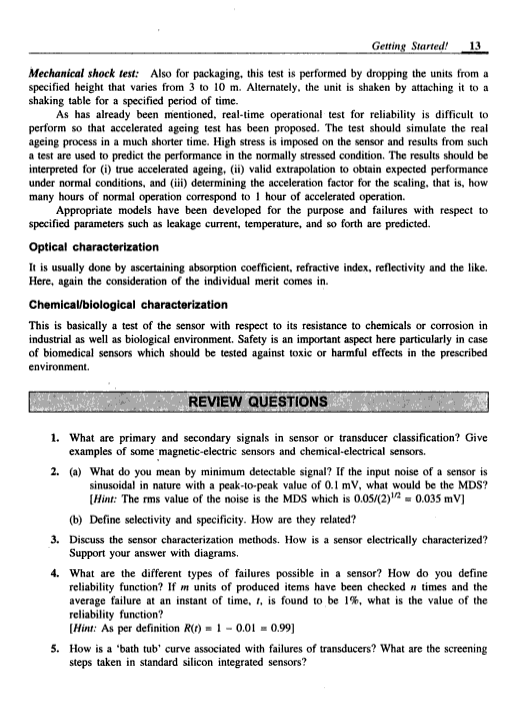 Getting Started! 13
Mechanical shock test: Also for packaging, this test is performed by dropping the units from a
specified height that varies from 3 to 10 m. Alternately, the unit is shaken by attaching it to a
shaking table for a specified period of time.
As has already been mentioned, real-time operational test for reliability is difficult to
perform so that accelerated ageing test has been proposed. The test should simulate the real
ageing process in a much shorter time. High stress is imposed on the sensor and results from such
a test are used to predict the performance in the normally stressed condition. The results should be
interpreted for (i) true accelerated ageing, (ii) valid extrapolation to obtain expected performance
under normal conditions, and (iii) determining the acceleration factor for the scaling, that is, how
many hours of normal operation correspond to 1 hour of accelerated operation.
Appropriate models have been developed for the purpose and failures with respect to
specified parameters such as leakage current, temperature, and so forth are predicted.
Optical characterization
It is usually done by ascertaining absorption coefficient, refractive index, reflectivity and the like.
Here, again the consideration of the individual merit comes in.
Chemical/biological characterization
This is basically a test of the sensor with respect to its resistance to chemicals or corrosion in
industrial as well as biological environment. Safety is an important aspect here particularly in case
of biomedical sensors which should be tested against toxic or harmful effects in the prescribed
environment.
REVIEW QUESTIONS
1. What are primary and secondary signals in sensor or transducer classification? Give
examples of some magnetic-electric sensors and chemical-electrical sensors.
2. (a) What do you mean by minimum detectable signal? If the input noise of a sensor is
sinusoidal in nature with a peak-to-peak value of 0.1 mV, what would be the MDS?
[Hint: The rms value of the noise is the MDS which is 0.05/(2)^1/2 = 0.035 mV]
(b) Define selectivity and specificity. How are they related?
3. Discuss the sensor characterization methods. How is a sensor electrically characterized?
Support your answer with diagrams.
4. What are the different types of failures possible in a sensor? How do you define
reliability function? If m units of produced items have been checked n times and the
average failure at an instant of time, t, is found to be 1%, what is the value of the
reliability function?
[Hint: As per definition R(t) = 1 − 0.01 = 0.99]
5. How is a 'bath tub' curve associated with failures of transducers? What are the screening
steps taken in standard silicon integrated sensors?